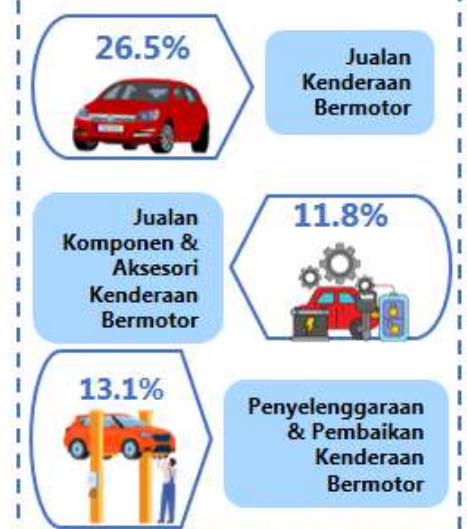 26.5%
Jualan
Kenderaan
Bermotor
Jualan
Komponen &
Aksesori
Kenderaan
Bermotor
11.8%
13.1%
Penyelenggaraan
& Pembaikan
Kenderaan
Bermotor